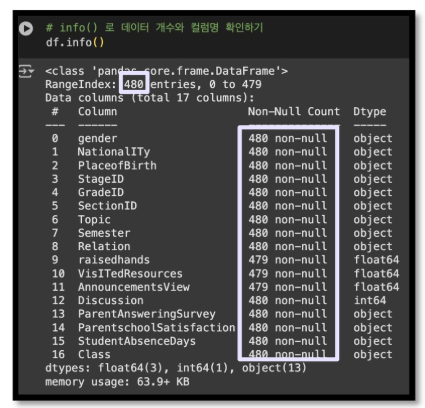 # info() 로 데이터 개수와 컬럼명 확인하기
df.info()
<class 'pandas.core.frame.DataFrame'>
RangeIndex: 480 entries, 0 to 479
Data columns (total 17 columns):
 #   Column                    Non-Null Count  Dtype
---  ------                    --------------  -----
 0   gender                    480 non-null    object
 1   NationalITy               480 non-null    object
 2   PlaceofBirth              480 non-null    object
 3   StageID                   480 non-null    object
 4   GradeID                   480 non-null    object
 5   SectionID                 480 non-null    object
 6   Topic                     480 non-null    object
 7   Semester                  480 non-null    object
 8   Relation                  480 non-null    object
 9   raisedhands               479 non-null    float64
 10  VisITedResources          479 non-null    float64
 11  AnnouncementsView         479 non-null    float64
 12  Discussion                480 non-null    int64
 13  ParentAnsweringSurvey     480 non-null    object
 14  ParentschoolSatisfaction  480 non-null    object
 15  StudentAbsenceDays        480 non-null    object
 16  Class                     480 non-null    object
dtypes: float64(3), int64(1), object(13)
memory usage: 63.9+ KB